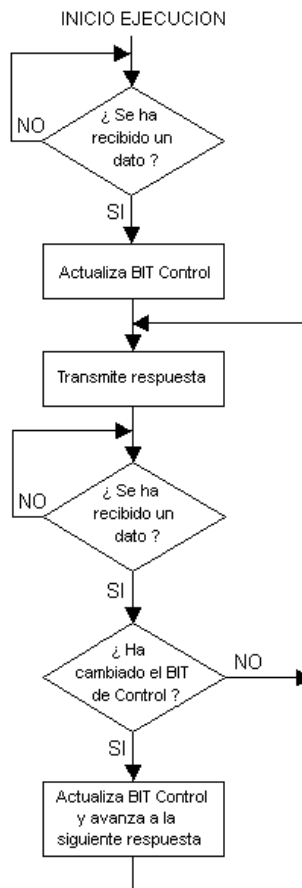 INICIO EJECUCION
¿ Se ha
recibido un
dato ?
NO
SI
Actualiza BIT Control
Transmite respuesta
¿ Se ha
recibido un
dato ?
NO
SI
¿ Ha
cambiado el BIT
de Control ?
NO
SI
Actualiza BIT Control
y avanza a la
siguiente respuesta